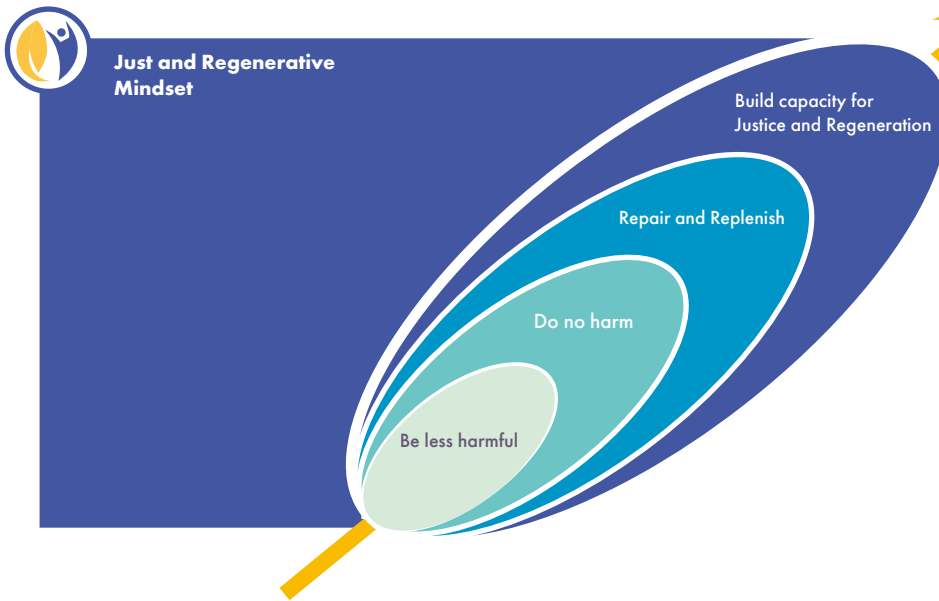 Just and Regenerative
Mindset
Build capacity for
Justice and Regeneration
Repair and Replenish
Do no harm
Be less harmful